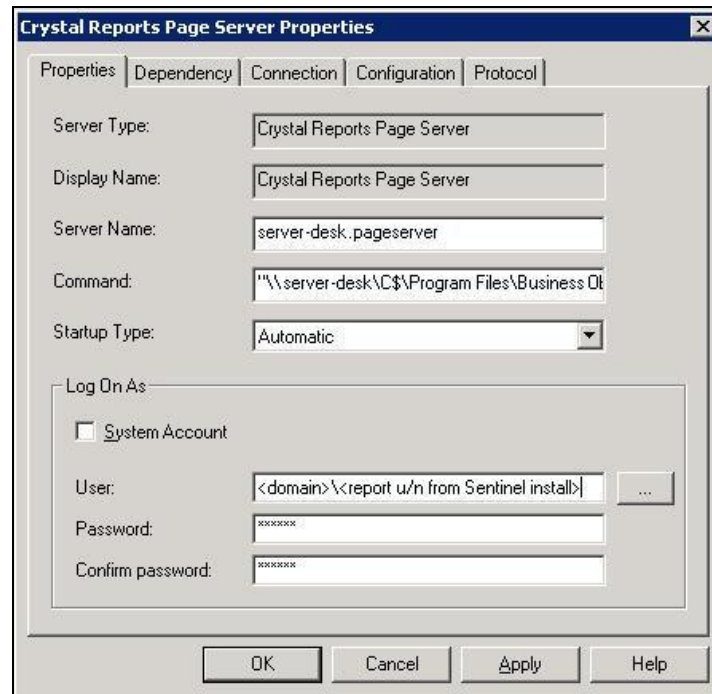 Crystal Reports Page Server Properties
Properties Dependency Connection Configuration Protocol
Server Type: Crystal Reports Page Server
Display Name: Crystal Reports Page Server
Server Name: server-desk.pageserver
Command: "\\server-desk\C$\Program Files\Business Ob
Startup Type: Automatic
Log On As
System Account
User: <domain>\<report u/n from Sentinel install> ...
Password: ******
Confirm password: ******
OK Cancel Apply Help